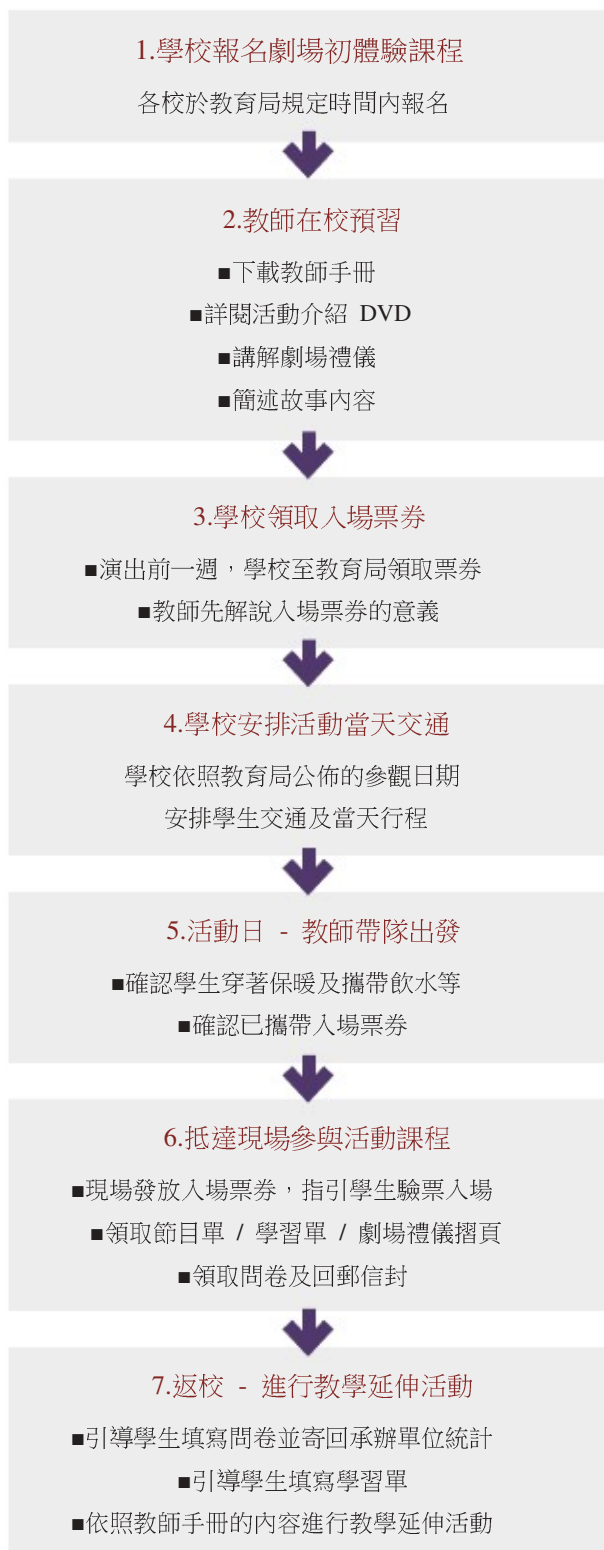 1.學校報名劇場初體驗課程
各校於教育局規定時間內報名
2.教師在校預習
■下載教師手冊
■詳閱活動介紹 DVD
■講解劇場禮儀
■簡述故事內容
3.學校領取入場票券
■演出前一週，學校至教育局領取票券
■教師先解說入場票券的意義
4.學校安排活動當天交通
學校依照教育局公佈的參觀日期
安排學生交通及當天行程
5.活動日 - 教師帶隊出發
■確認學生穿著保暖及攜帶飲水等
■確認已攜帶入場票券
6.抵達現場參與活動課程
■現場發放入場票券，指引學生驗票入場
■領取節目單 / 學習單 / 劇場禮儀摺頁
■領取問卷及回郵信封
7.返校 - 進行教學延伸活動
■引導學生填寫問卷並寄回承辦單位統計
■引導學生填寫學習單
■依照教師手冊的內容進行教學延伸活動